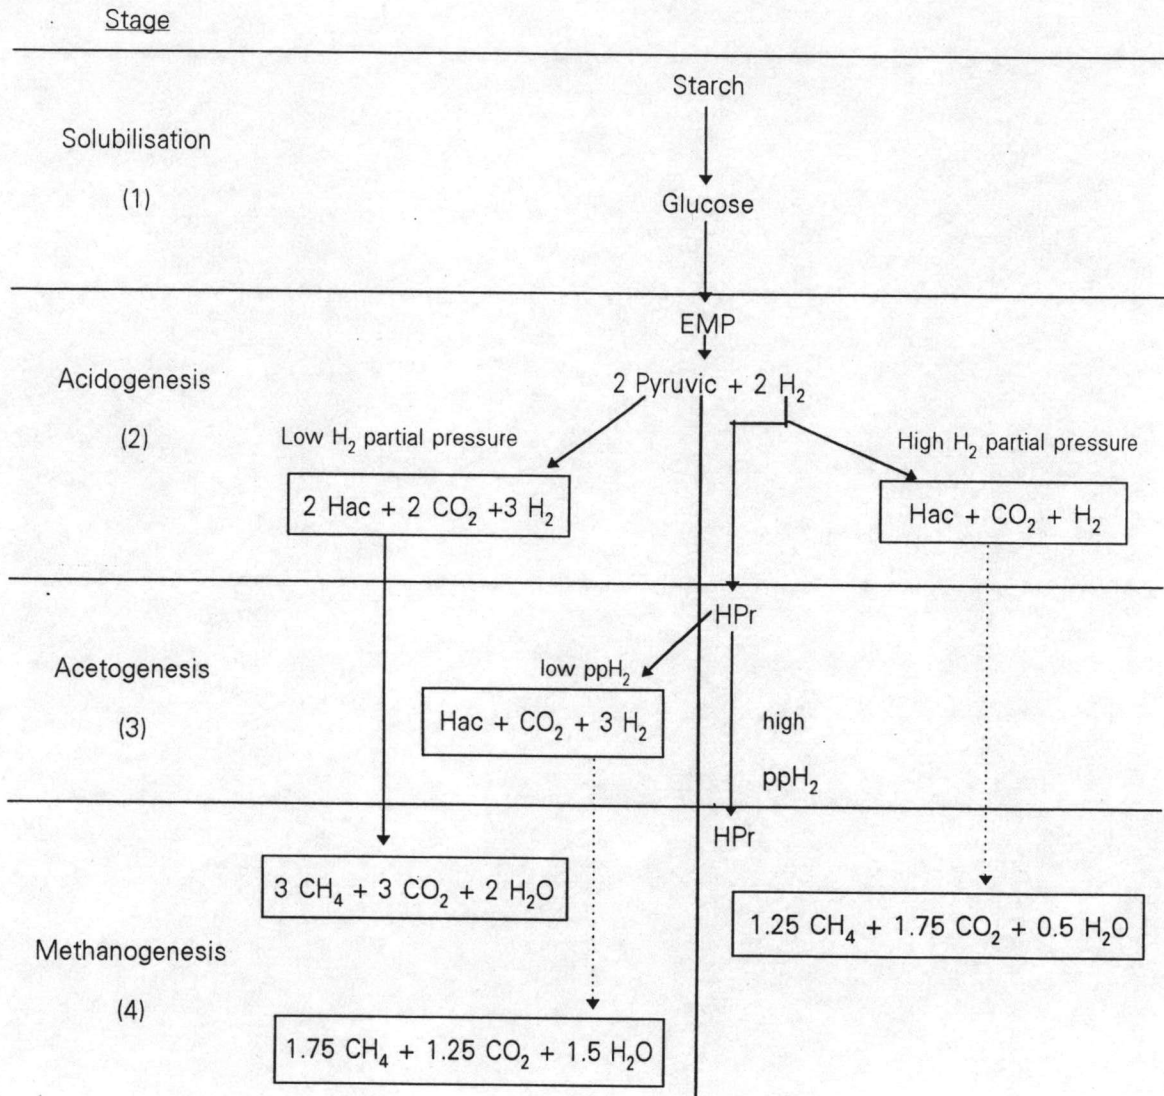 Stage
Starch
Solubilisation
(1)
Glucose
EMP
Acidogenesis
2 Pyruvic + 2 H₂
(2)
Low H₂ partial pressure
High H₂ partial pressure
2 Hac + 2 CO₂ +3 H₂
Hac + CO₂ + H₂
HPr
Acetogenesis
low ppH₂
(3)
Hac + CO₂ + 3 H₂
high
ppH₂
HPr
3 CH₄ + 3 CO₂ + 2 H₂O
1.25 CH₄ + 1.75 CO₂ + 0.5 H₂O
Methanogenesis
(4)
1.75 CH₄ + 1.25 CO₂ + 1.5 H₂O